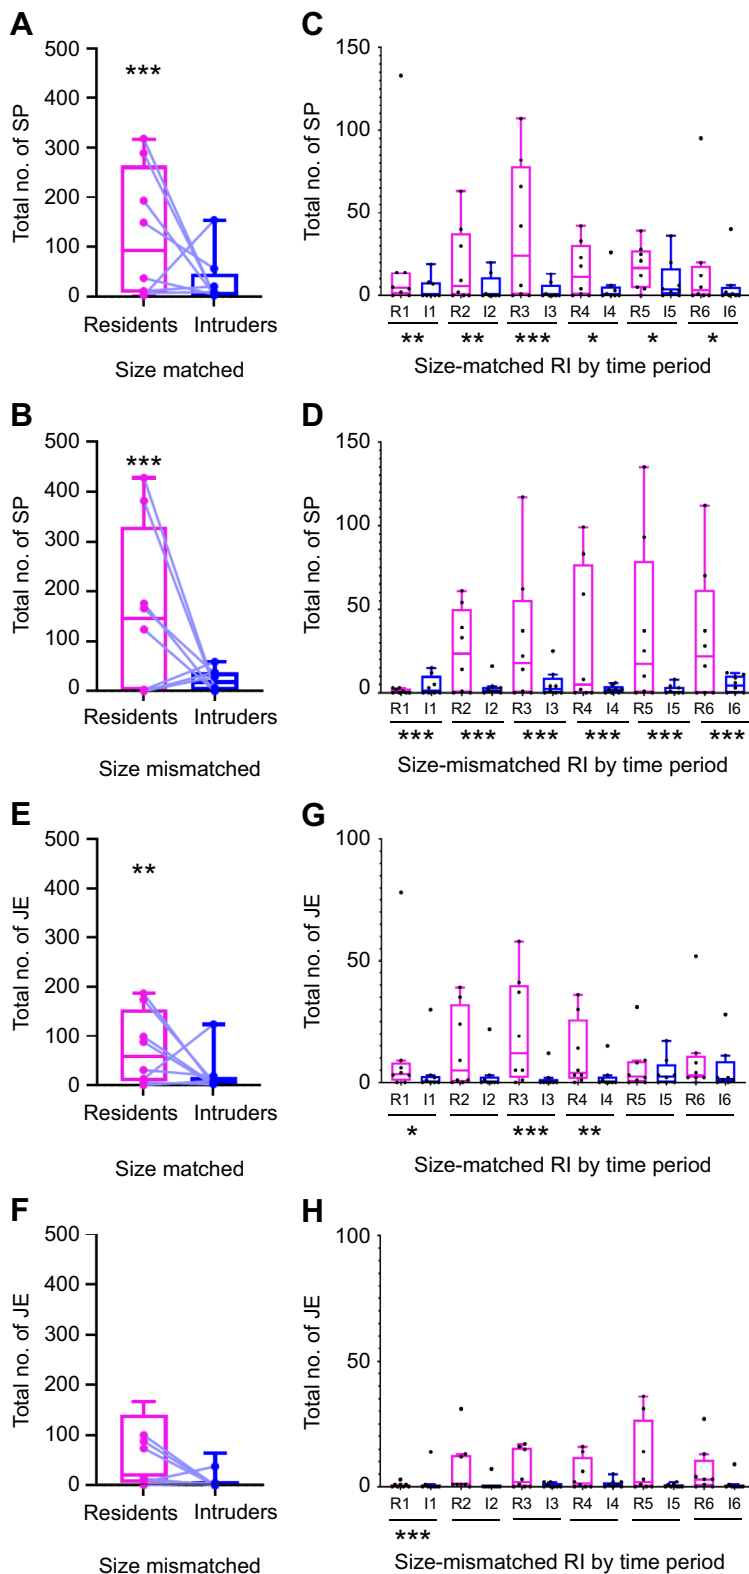 A
Total no. of SP
500
400
300
200
100
0
***
Residents Intruders
Size matched
C
Total no. of SP
150
100
50
0
R1 I1 R2 I2 R3 I3 R4 I4 R5 I5 R6 I6
** ** *** * * *
Size-matched RI by time period
B
Total no. of SP
500
400
300
200
100
0
***
Residents Intruders
Size mismatched
D
Total no. of SP
150
100
50
0
R1 I1 R2 I2 R3 I3 R4 I4 R5 I5 R6 I6
*** *** *** *** *** ***
Size-mismatched RI by time period
E
Total no. of JE
500
400
300
200
100
0
**
Residents Intruders
Size matched
G
Total no. of JE
100
50
0
R1 I1 R2 I2 R3 I3 R4 I4 R5 I5 R6 I6
* *** **
Size-matched RI by time period
F
Total no. of JE
500
400
300
200
100
0
Residents Intruders
Size mismatched
H
Total no. of JE
100
50
0
R1 I1 R2 I2 R3 I3 R4 I4 R5 I5 R6 I6
***
Size-mismatched RI by time period